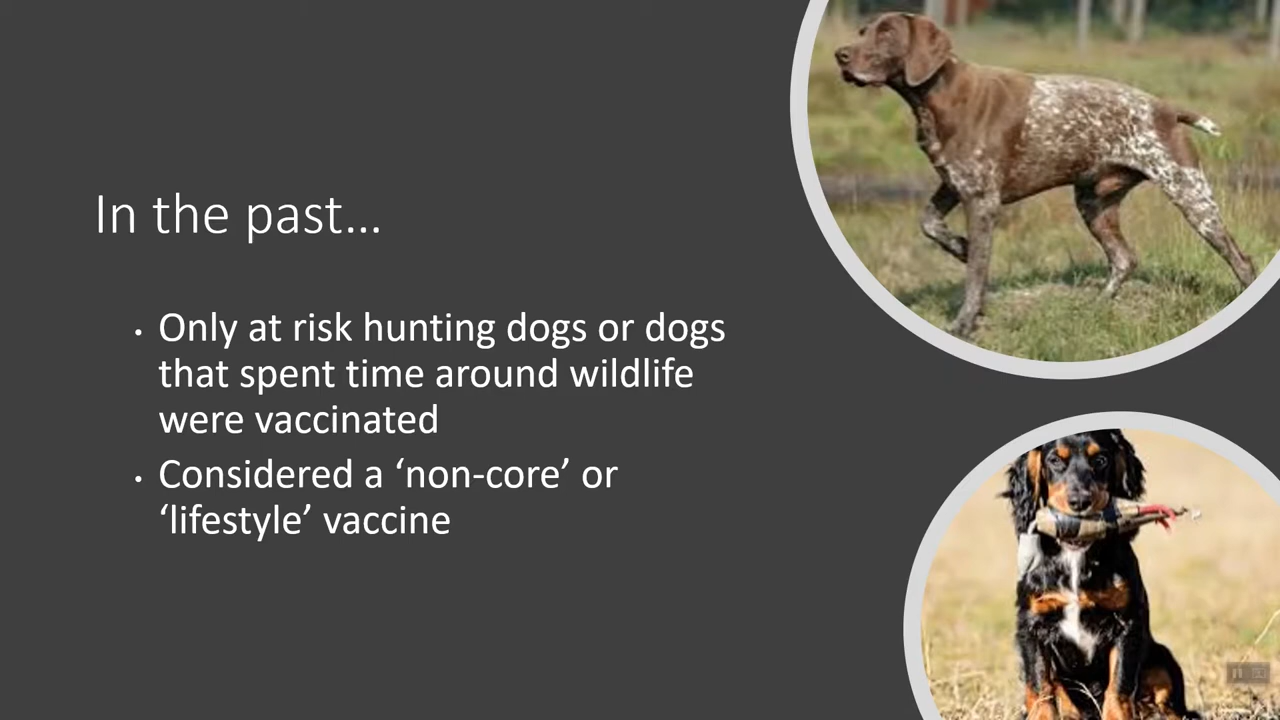 In the past...
• Only at risk hunting dogs or dogs
that spent time around wildlife
were vaccinated
• Considered a ‘non-core’ or
‘lifestyle’ vaccine